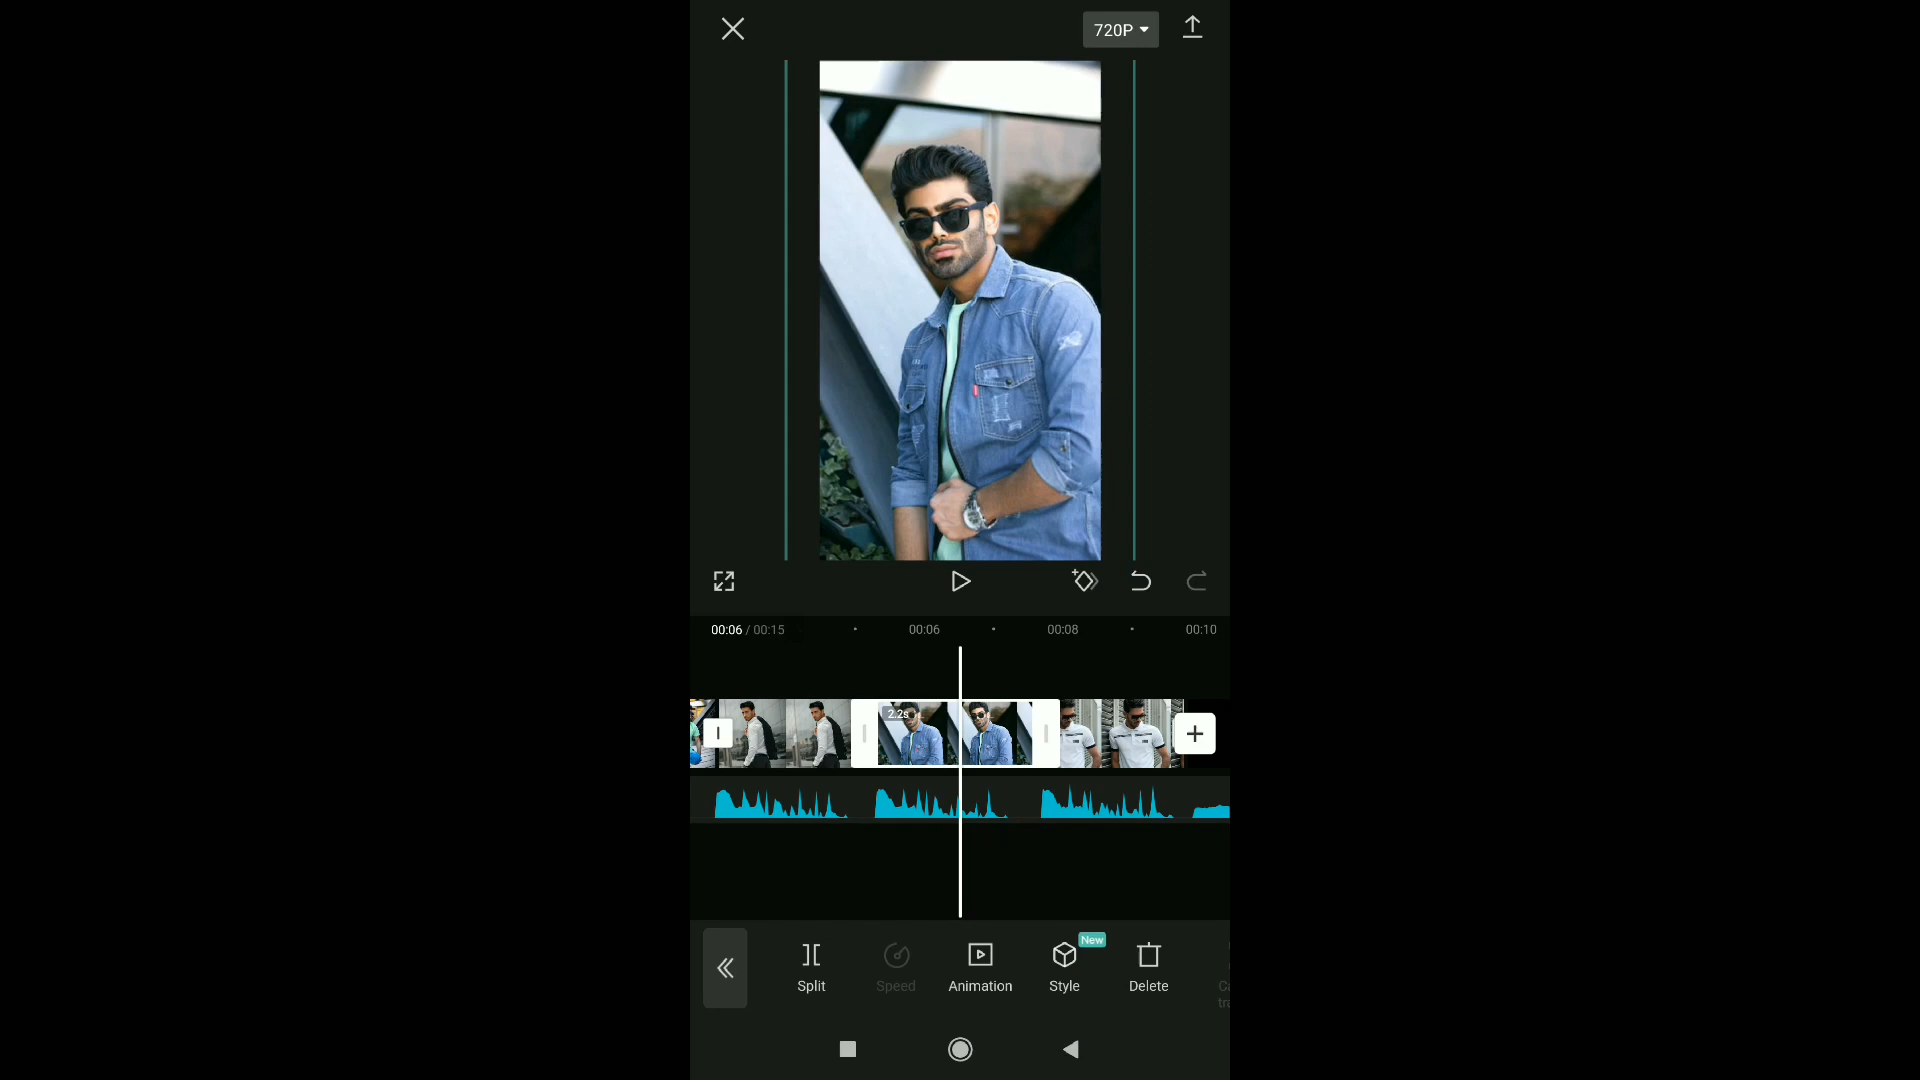 720P
00:06 / 00:15
00:06
00:08
00:10
2.2s
Split
Speed
Animation
Style
New
Delete